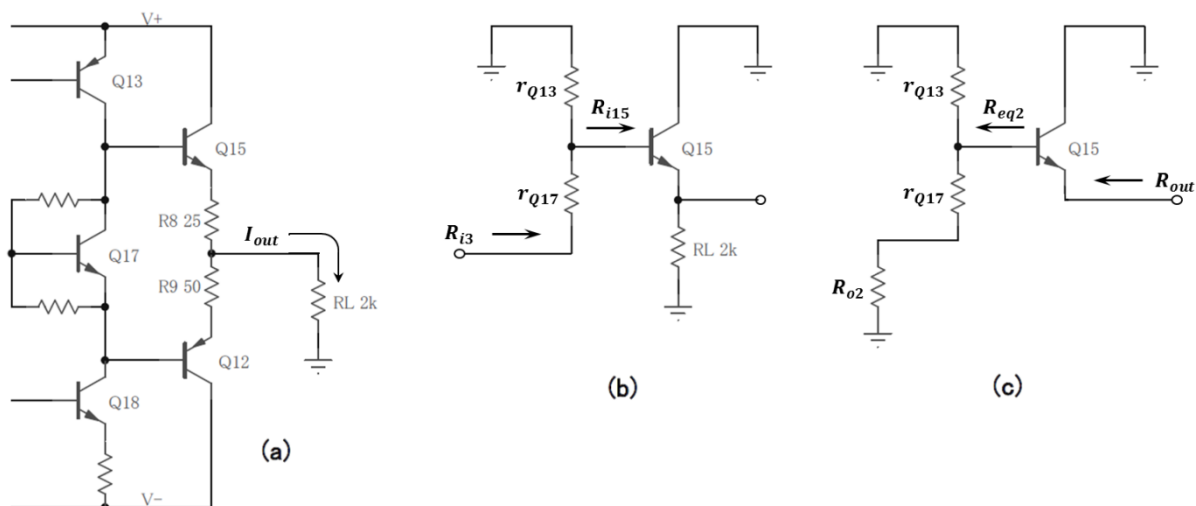 V+
Q13
Q15
R8 25
I_out
Q17
R9 50
RL 2k
Q12
Q18
V-
(a)
r_Q13
R_i15
Q15
r_Q17
R_i3
RL 2k
(b)
r_Q13
R_eq2
Q15
R_out
r_Q17
R_o2
(c)